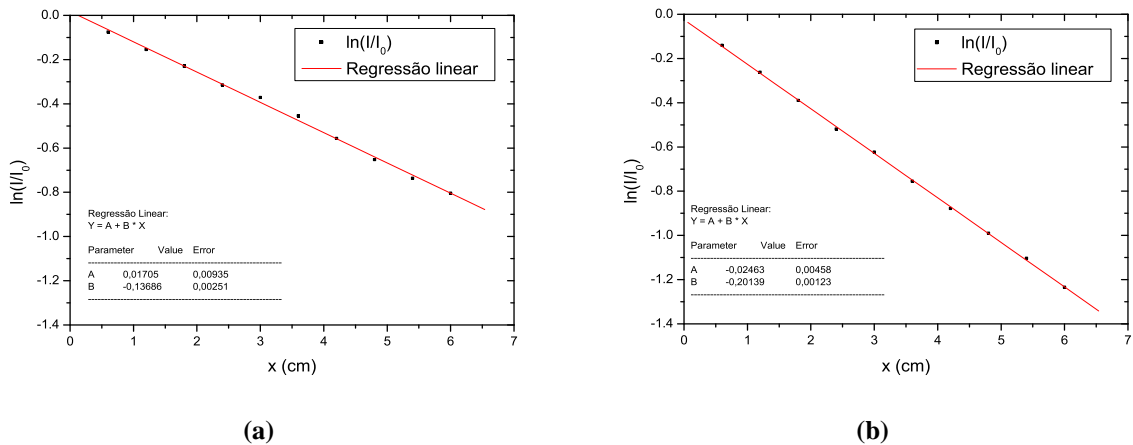 0.0
-0.2
-0.4
-0.6
-0.8
-1.0
-1.2
-1.4
ln(I/I₀)
ln(I/I₀)
Regressão linear
Regressão Linear:
Y = A + B * X
Parameter Value Error
---------------------------------------------------
A 0,01705 0,00935
B -0,13686 0,00251
---------------------------------------------------
0 1 2 3 4 5 6 7
x (cm)
(a)
0.0
-0.2
-0.4
-0.6
-0.8
-1.0
-1.2
-1.4
ln(I/I₀)
ln(I/I₀)
Regressão linear
Regressão Linear:
Y = A + B * X
Parameter Value Error
---------------------------------------------------
A -0,02463 0,00458
B -0,20139 0,00123
---------------------------------------------------
0 1 2 3 4 5 6 7
x (cm)
(b)